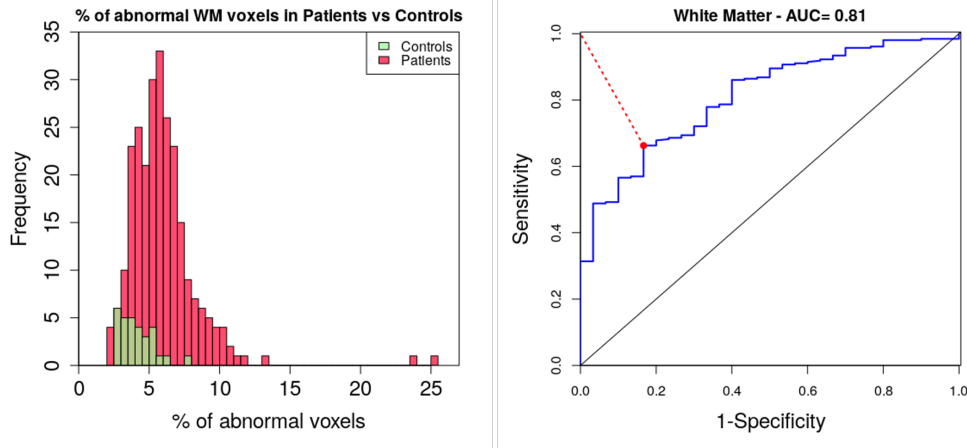 % of abnormal WM voxels in Patients vs Controls
Controls
Patients
Frequency
35
30
25
20
15
10
5
0
0 5 10 15 20 25
% of abnormal voxels
White Matter - AUC= 0.81
Sensitivity
1.0
0.8
0.6
0.4
0.2
0.0
0.0 0.2 0.4 0.6 0.8 1.0
1-Specificity